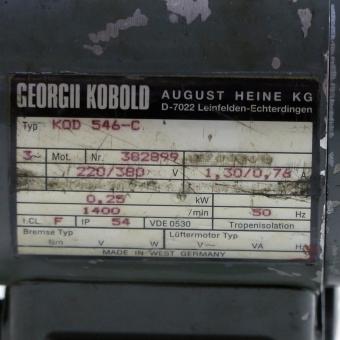 GEORGII KOBOLD AUGUST HEINE KG
D-7022 Leinfelden-Echterdingen
Typ KOD 546-C
3~ Mot. Nr. 382899
220/380 V 1,30/0,76 A
0,25 kW
1400 /min 50 Hz
I.CL F IP 54 VDE 0530 Tropenisolation
Bremse Typ Lüftermotor Typ
Nm V W V~ VA Hz
MADE IN WEST GERMANY